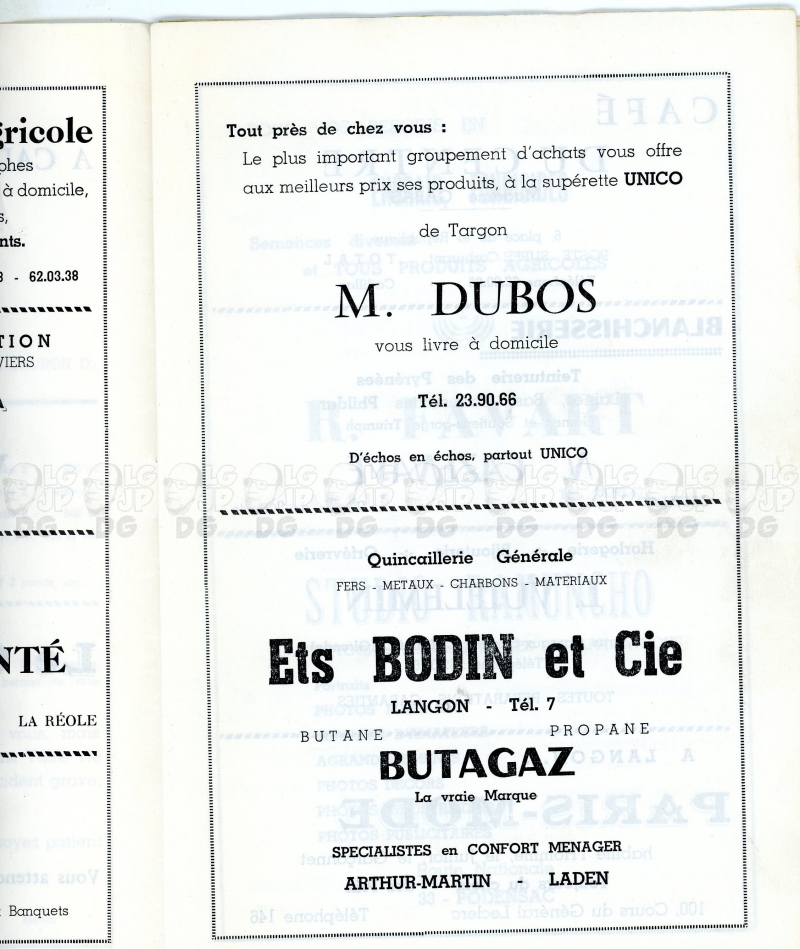 gricole
phes
à domicile,
s,
nts.
3 - 62.03.38
TION
VIERS
A
NTÉ
LA RÉOLE
Banquets
Tout près de chez vous :
Le plus important groupement d'achats vous offre
aux meilleurs prix ses produits, à la supérette UNICO
de Targon
M. DUBOS
vous livre à domicile
Tél. 23.90.66
D'échos en échos, partout UNICO
Quincaillerie Générale
FERS - METAUX - CHARBONS - MATERIAUX
Ets BODIN et Cie
LANGON - Tél. 7
BUTANE PROPANE
BUTAGAZ
La vraie Marque
SPECIALISTES en CONFORT MENAGER
ARTHUR-MARTIN - LADEN